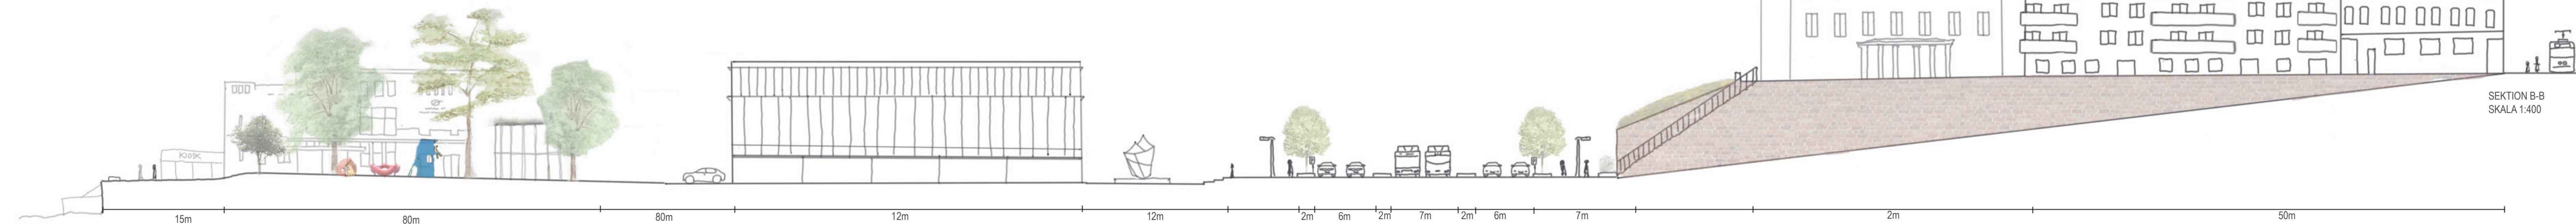 KIOSK
SEKTION B-B
SKALA 1:400
15m 80m 80m 12m 12m 2m 6m 2m 7m 2m 6m 7m 2m 50m